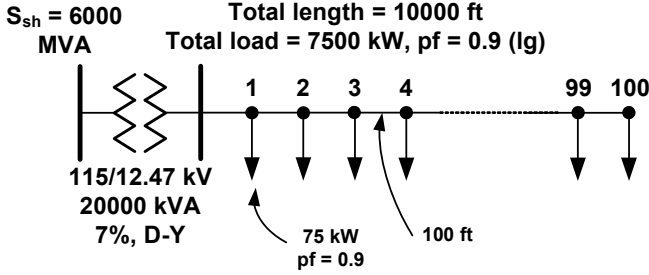 S_sh = 6000
MVA
Total length = 10000 ft
Total load = 7500 kW, pf = 0.9 (lg)
1 2 3 4 99 100
115/12.47 kV
20000 kVA
7%, D-Y
75 kW
pf = 0.9
100 ft